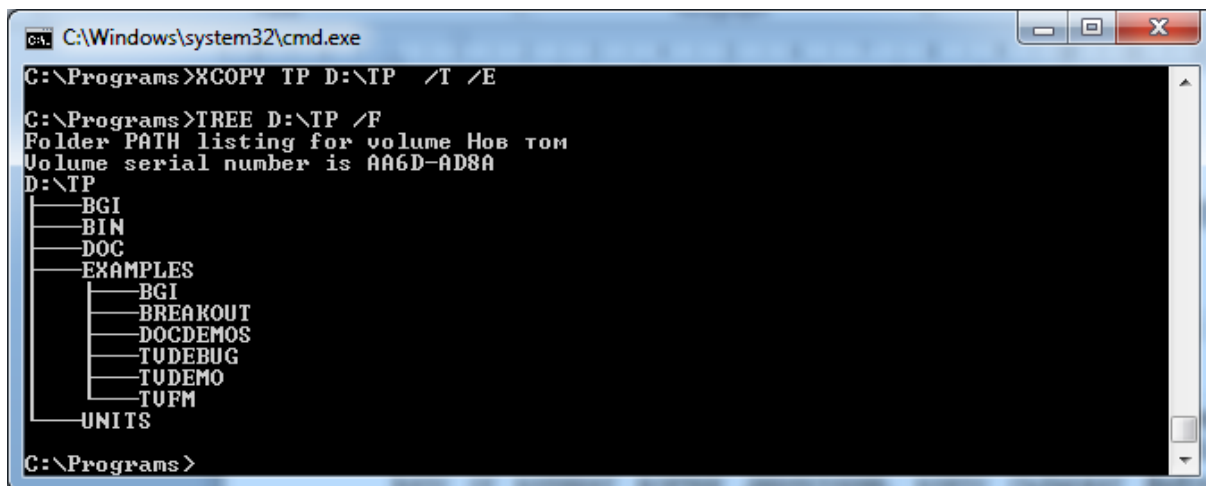 C:\Windows\system32\cmd.exe
C:\Programs>XCOPY TP D:\TP  /T /E
C:\Programs>TREE D:\TP /F
Folder PATH listing for volume Нов том
Volume serial number is AA6D-AD8A
D:\TP
├───BGI
├───BIN
├───DOC
├───EXAMPLES
│   ├───BGI
│   ├───BREAKOUT
│   ├───DOCDEMOS
│   ├───TVDEBUG
│   ├───TVDEMO
│   └───TVFM
└───UNITS
C:\Programs>